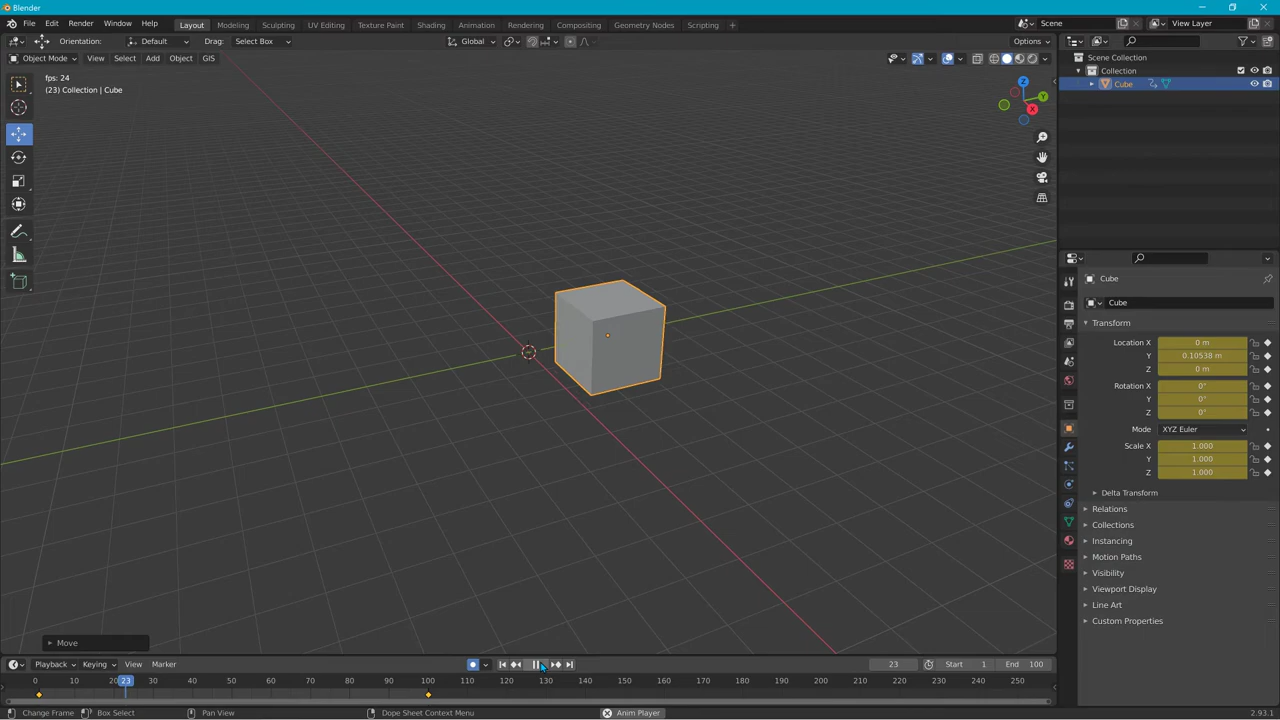 Blender
File Edit Render Window Help Layout Modeling Sculpting UV Editing Texture Paint Shading Animation Rendering Compositing Geometry Nodes Scripting + Scene View Layer
Orientation: Default Drag: Select Box Global Options
Object Mode View Select Add Object GIS
fps: 24
(23) Collection | Cube
Z
Y
X
Scene Collection
Collection
Cube
Cube
Cube
Transform
Location X 0 m
Y 0.10538 m
Z 0 m
Rotation X 0°
Y 0°
Z 0°
Mode XYZ Euler
Scale X 1.000
Y 1.000
Z 1.000
Delta Transform
Relations
Collections
Instancing
Motion Paths
Visibility
Viewport Display
Line Art
Custom Properties
Move
Playback Keying View Marker 23 Start 1 End 100
0 10 20 23 30 40 50 60 70 80 90 100 110 120 130 140 150 160 170 180 190 200 210 220 230 240 250
Change Frame Box Select Pan View Dope Sheet Context Menu Anim Player 2.93.1